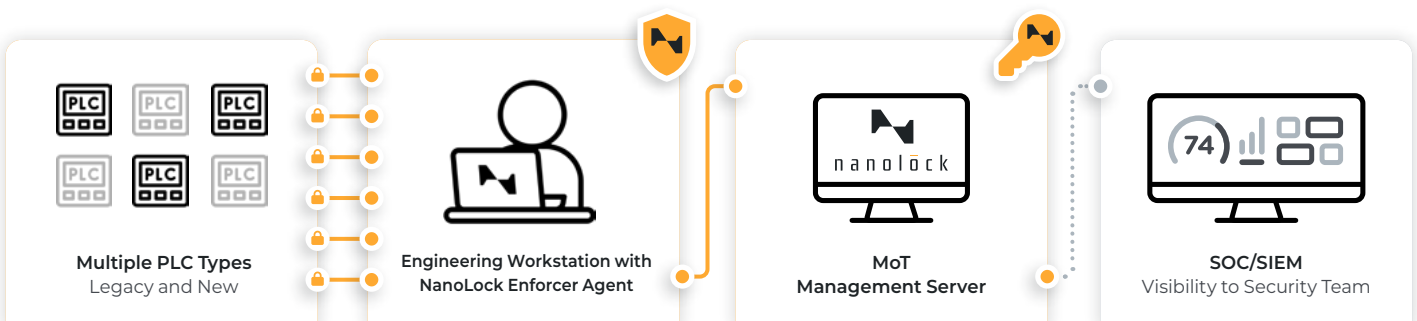 PLC PLC PLC
PLC PLC PLC
Multiple PLC Types
Legacy and New
Engineering Workstation with
NanoLock Enforcer Agent
nanolōck
MoT
Management Server
74
SOC/SIEM
Visibility to Security Team